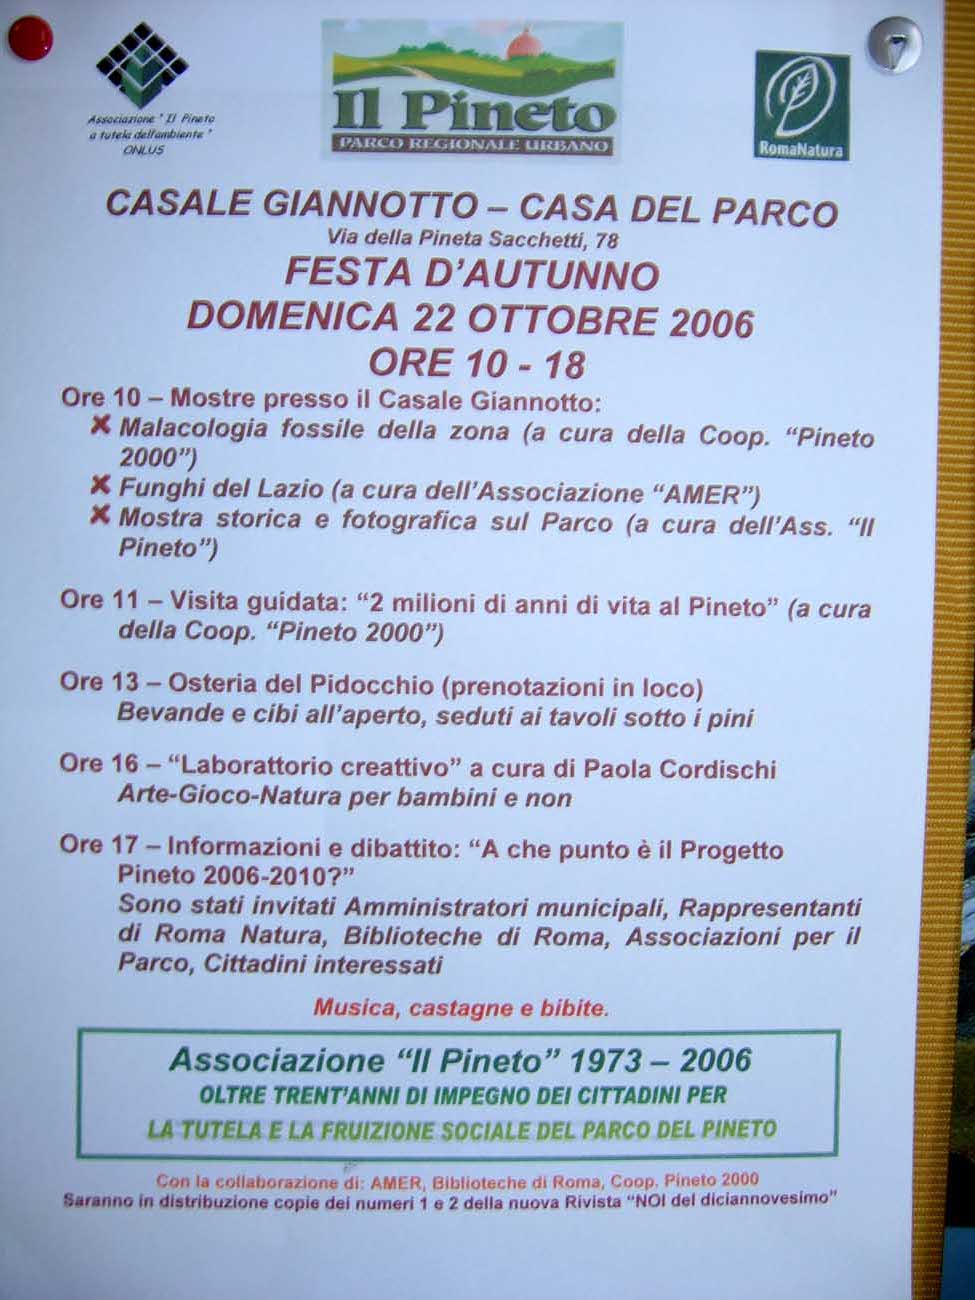 Associazione "Il Pineto
a tutela dell'ambiente"
ONLUS
Il Pineto
PARCO REGIONALE URBANO
RomaNatura
CASALE GIANNOTTO – CASA DEL PARCO
Via della Pineta Sacchetti, 78
FESTA D'AUTUNNO
DOMENICA 22 OTTOBRE 2006
ORE 10 - 18
Ore 10 – Mostre presso il Casale Giannotto:
Malacologia fossile della zona (a cura della Coop. "Pineto
2000")
Funghi del Lazio (a cura dell'Associazione "AMER")
Mostra storica e fotografica sul Parco (a cura dell'Ass. "Il
Pineto")
Ore 11 – Visita guidata: "2 milioni di anni di vita al Pineto" (a cura
della Coop. "Pineto 2000")
Ore 13 – Osteria del Pidocchio (prenotazioni in loco)
Bevande e cibi all'aperto, seduti ai tavoli sotto i pini
Ore 16 – "Laborattorio creattivo" a cura di Paola Cordischi
Arte-Gioco-Natura per bambini e non
Ore 17 – Informazioni e dibattito: "A che punto è il Progetto
Pineto 2006-2010?"
Sono stati invitati Amministratori municipali, Rappresentanti
di Roma Natura, Biblioteche di Roma, Associazioni per il
Parco, Cittadini interessati
Musica, castagne e bibite.
Associazione "Il Pineto" 1973 – 2006
OLTRE TRENT'ANNI DI IMPEGNO DEI CITTADINI PER
LA TUTELA E LA FRUIZIONE SOCIALE DEL PARCO DEL PINETO
Con la collaborazione di: AMER, Biblioteche di Roma, Coop. Pineto 2000
Saranno in distribuzione copie dei numeri 1 e 2 della nuova Rivista "NOI del diciannovesimo"